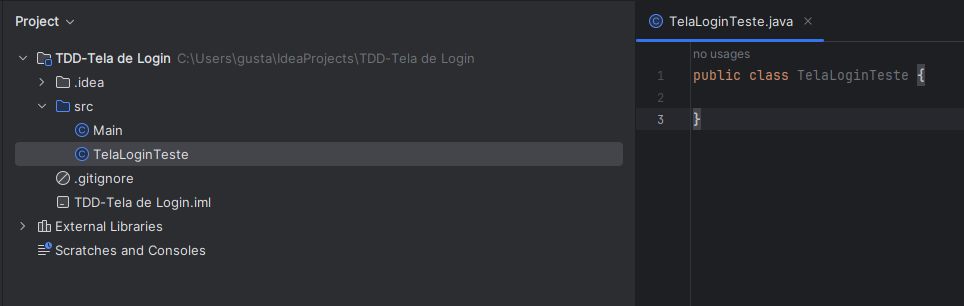 Project
TDD-Tela de Login C:\Users\gusta\IdeaProjects\TDD-Tela de Login
.idea
src
Main
TelaLoginTeste
.gitignore
TDD-Tela de Login.iml
External Libraries
Scratches and Consoles
TelaLoginTeste.java
no usages
1 public class TelaLoginTeste {
2
3 }